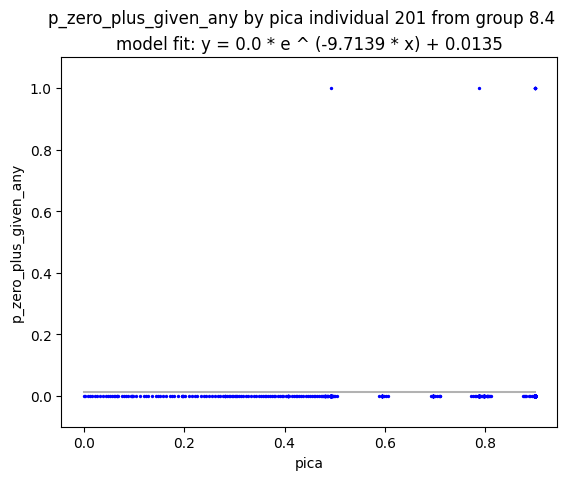 p_zero_plus_given_any by pica individual 201 from group 8.4
model fit: y = 0.0 * e ^ (-9.7139 * x) + 0.0135
1.0
0.8
0.6
0.4
0.2
0.0
p_zero_plus_given_any
0.0 0.2 0.4 0.6 0.8
pica